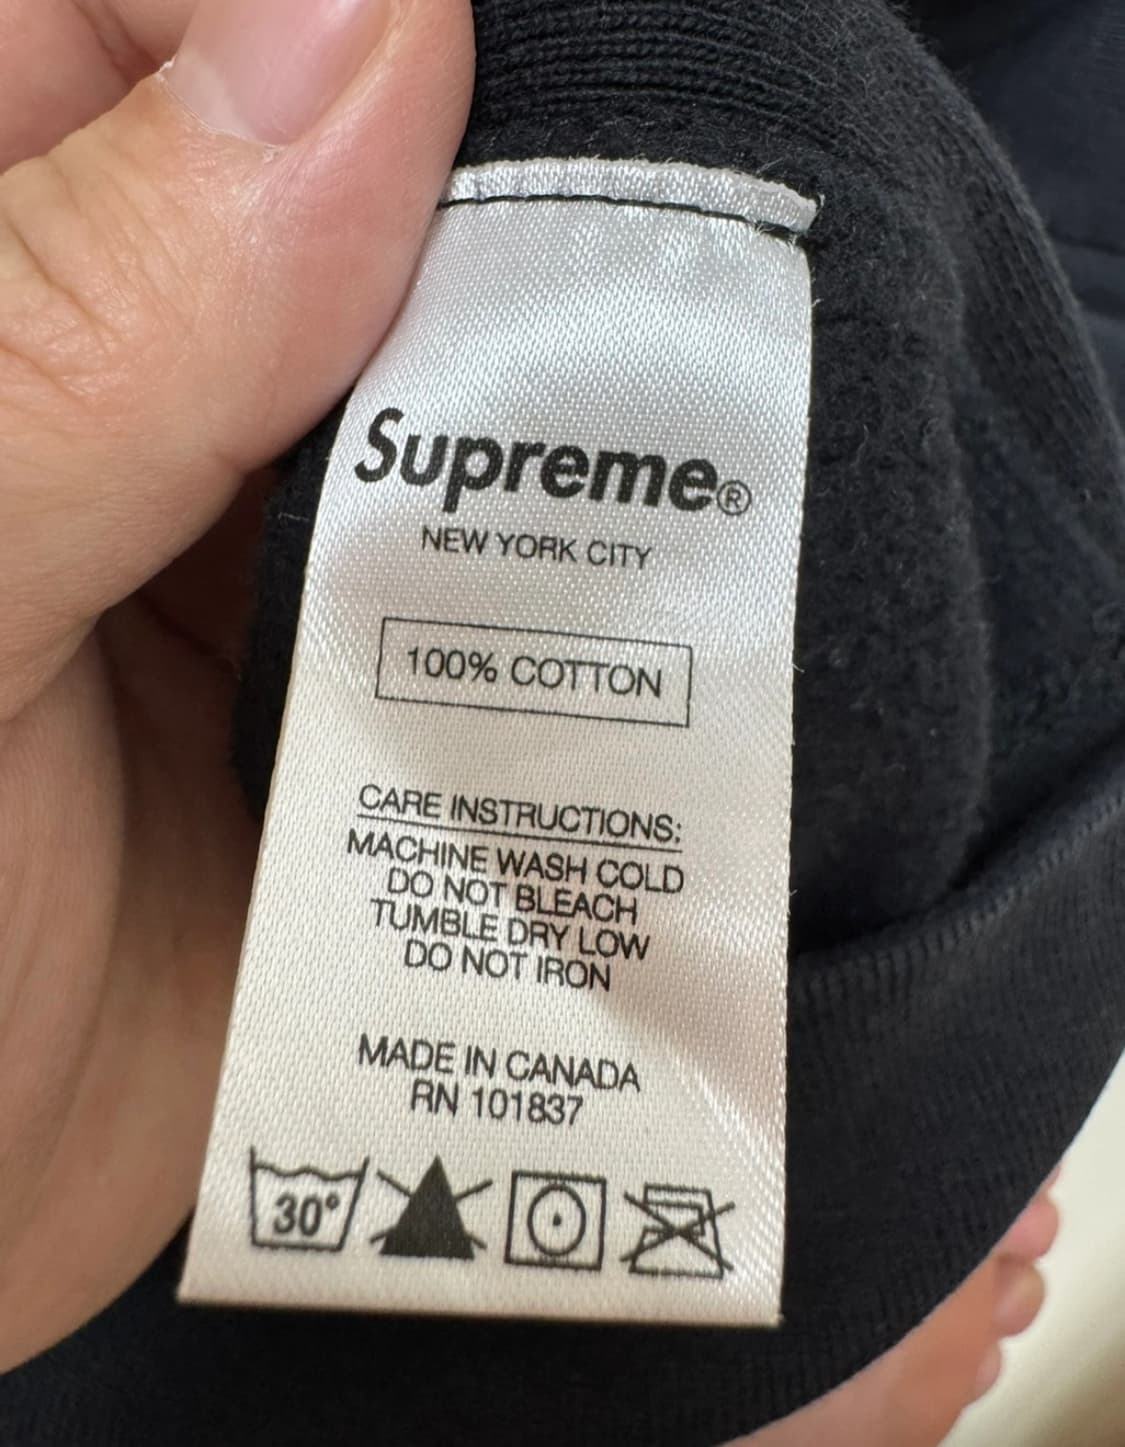 Supreme®
NEW YORK CITY
100% COTTON
CARE INSTRUCTIONS:
MACHINE WASH COLD
DO NOT BLEACH
TUMBLE DRY LOW
DO NOT IRON
MADE IN CANADA
RN 101837
30°